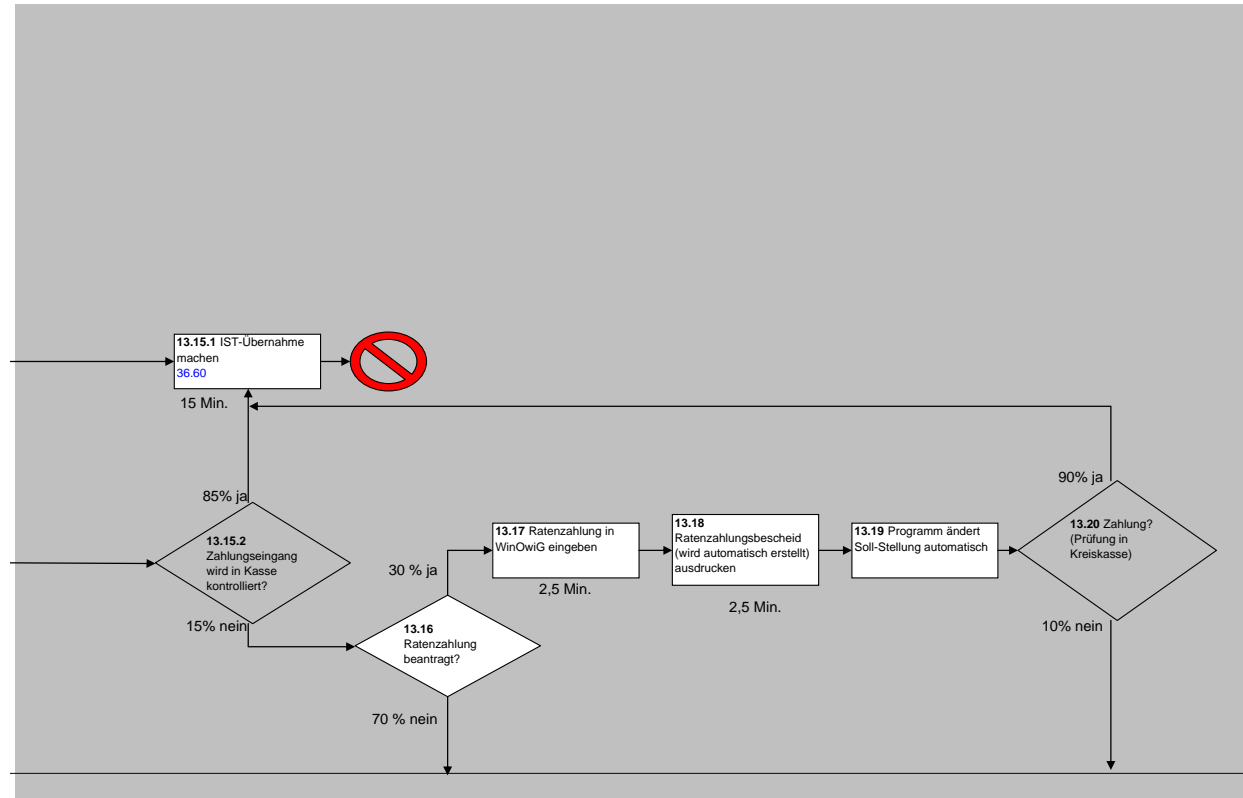 13.15.1 IST-Übernahme
machen
36.60
15 Min.
85% ja
13.15.2
Zahlungseingang
wird in Kasse
kontrolliert?
15% nein
30 % ja
13.16
Ratenzahlung
beantragt?
70 % nein
13.17 Ratenzahlung in
WinOwiG eingeben
2,5 Min.
13.18
Ratenzahlungsbescheid
(wird automatisch erstellt)
ausdrucken
2,5 Min.
13.19 Programm ändert
Soll-Stellung automatisch
90% ja
13.20 Zahlung?
(Prüfung in
Kreiskasse)
10% nein